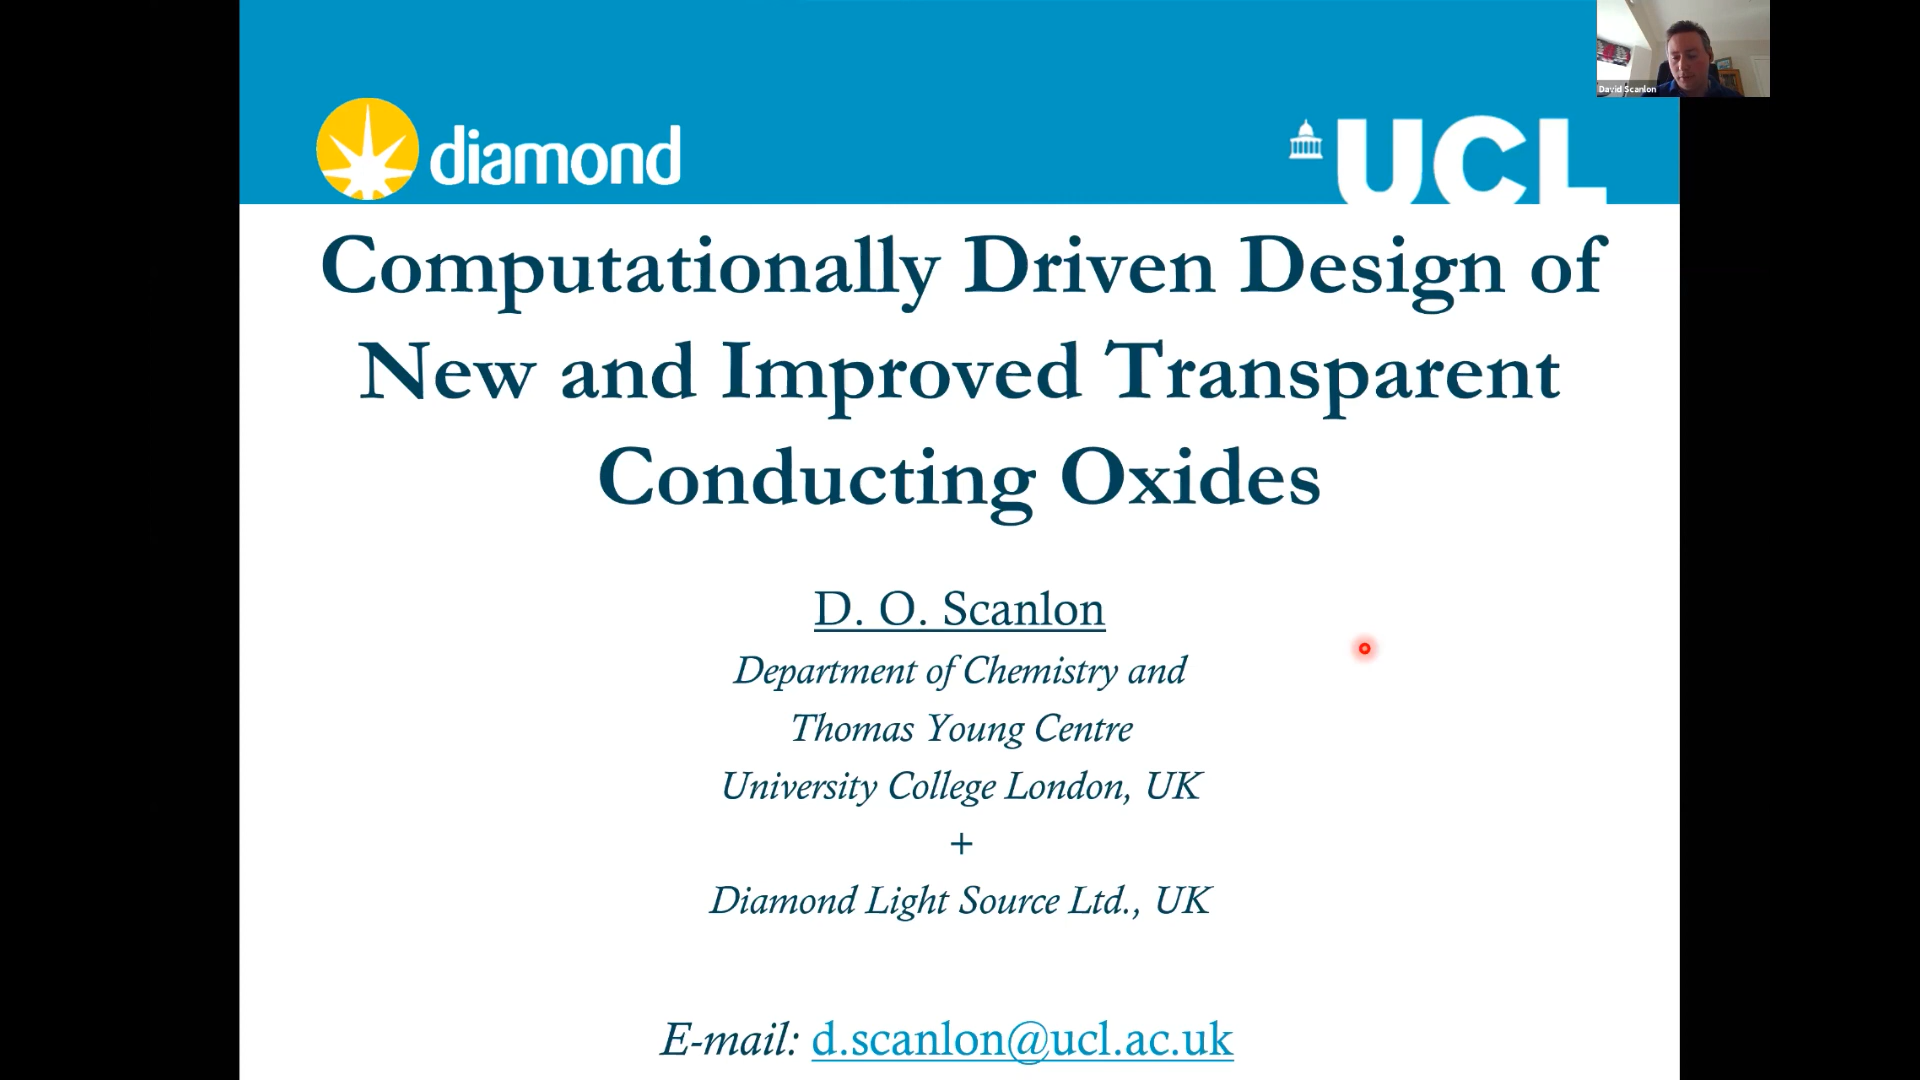 David Scanlon
diamond
UCL
Computationally Driven Design of
New and Improved Transparent
Conducting Oxides
D. O. Scanlon
Department of Chemistry and
Thomas Young Centre
University College London, UK
+
Diamond Light Source Ltd., UK
E-mail: d.scanlon@ucl.ac.uk